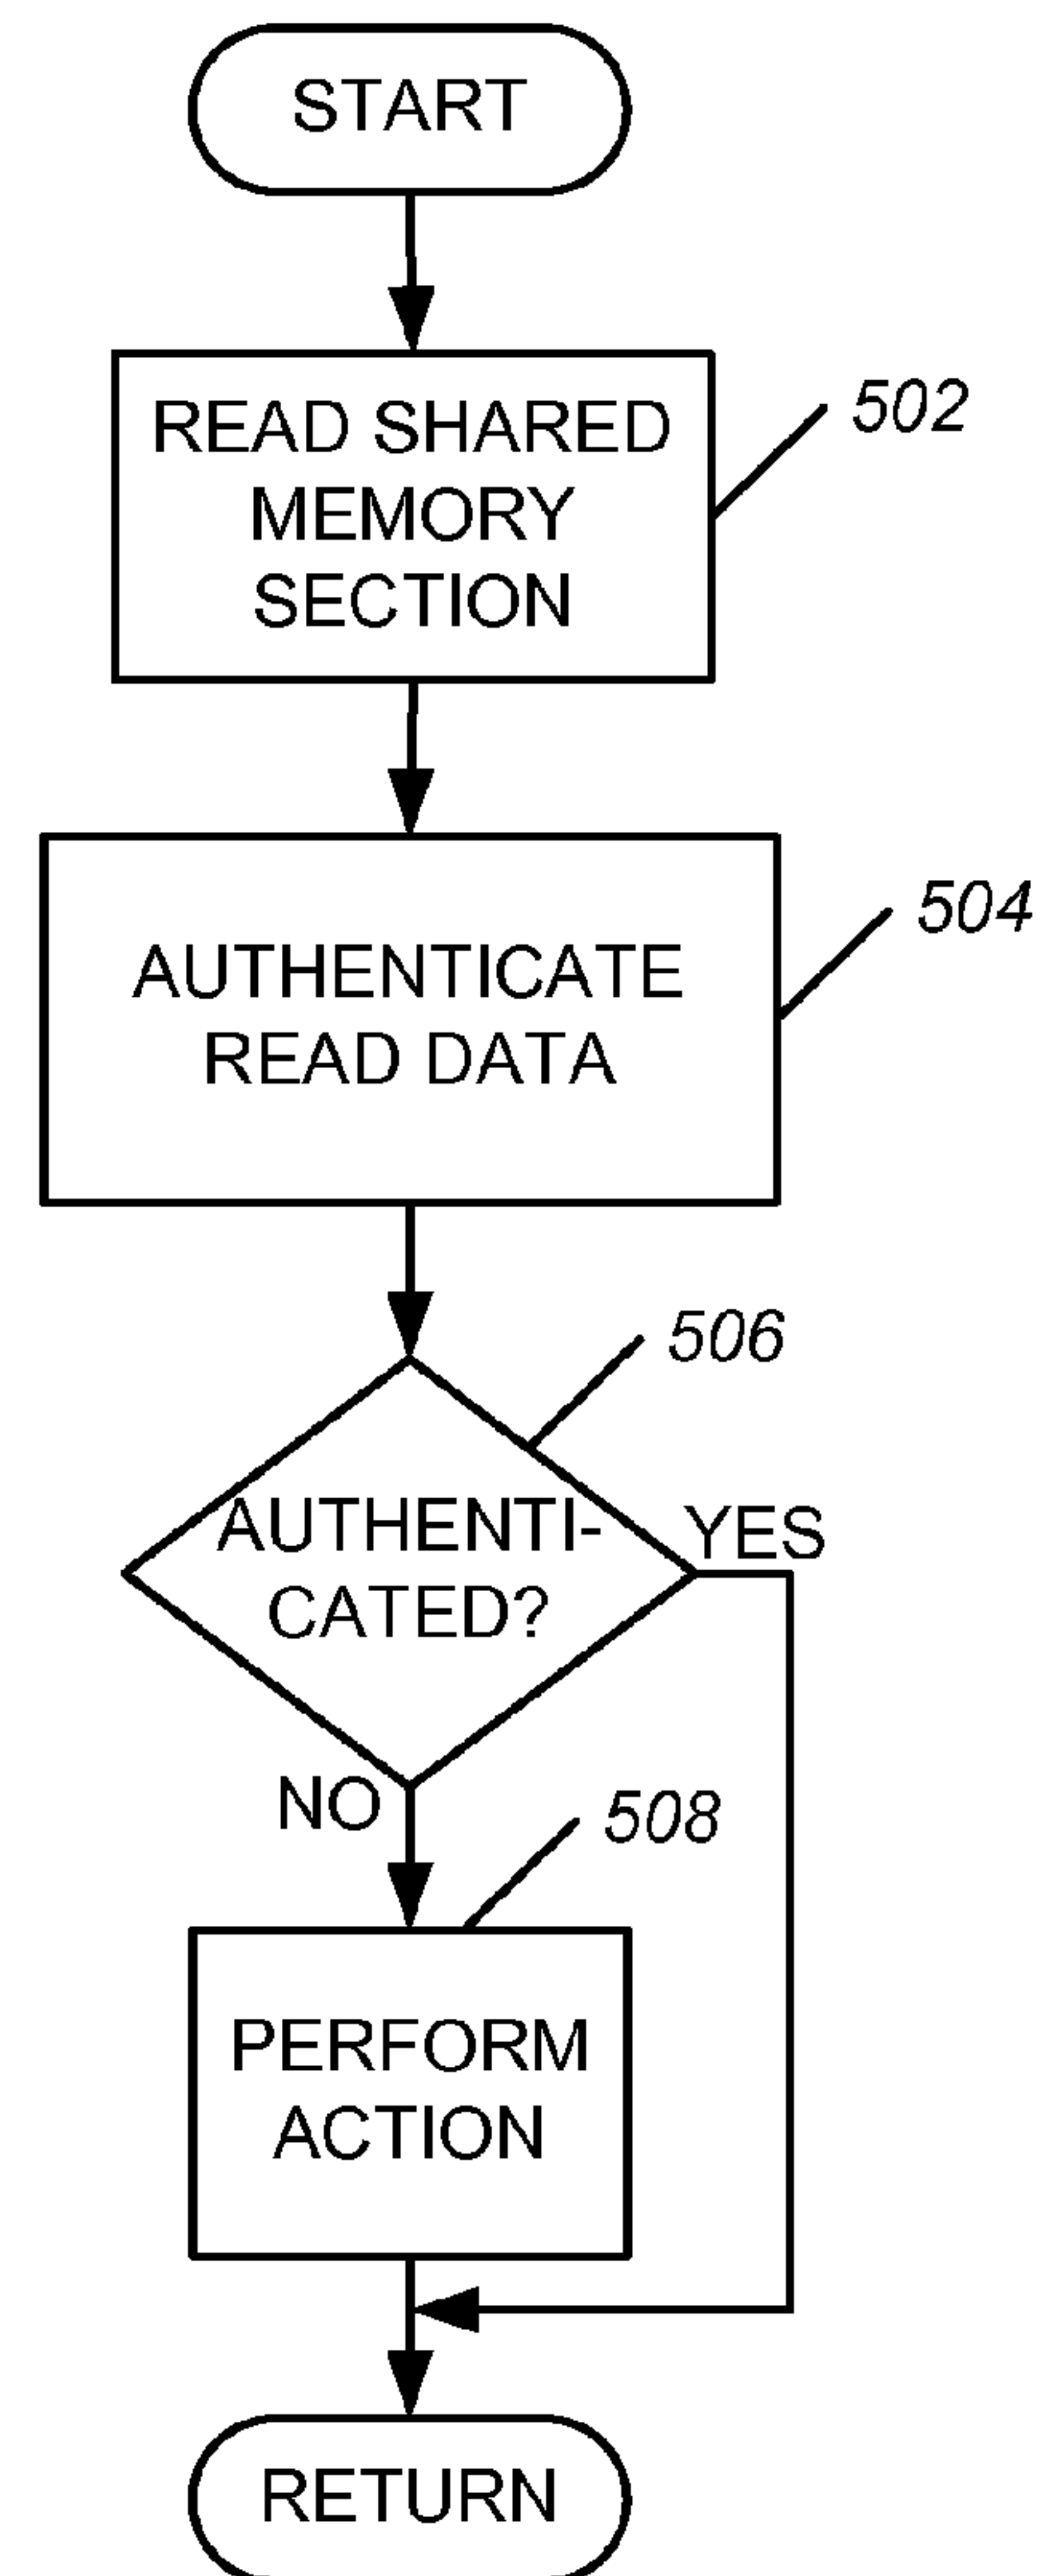 START
READ SHARED
MEMORY
SECTION
502
AUTHENTICATE
READ DATA
504
506
AUTHENTI-
CATED?
YES
NO
508
PERFORM
ACTION
RETURN